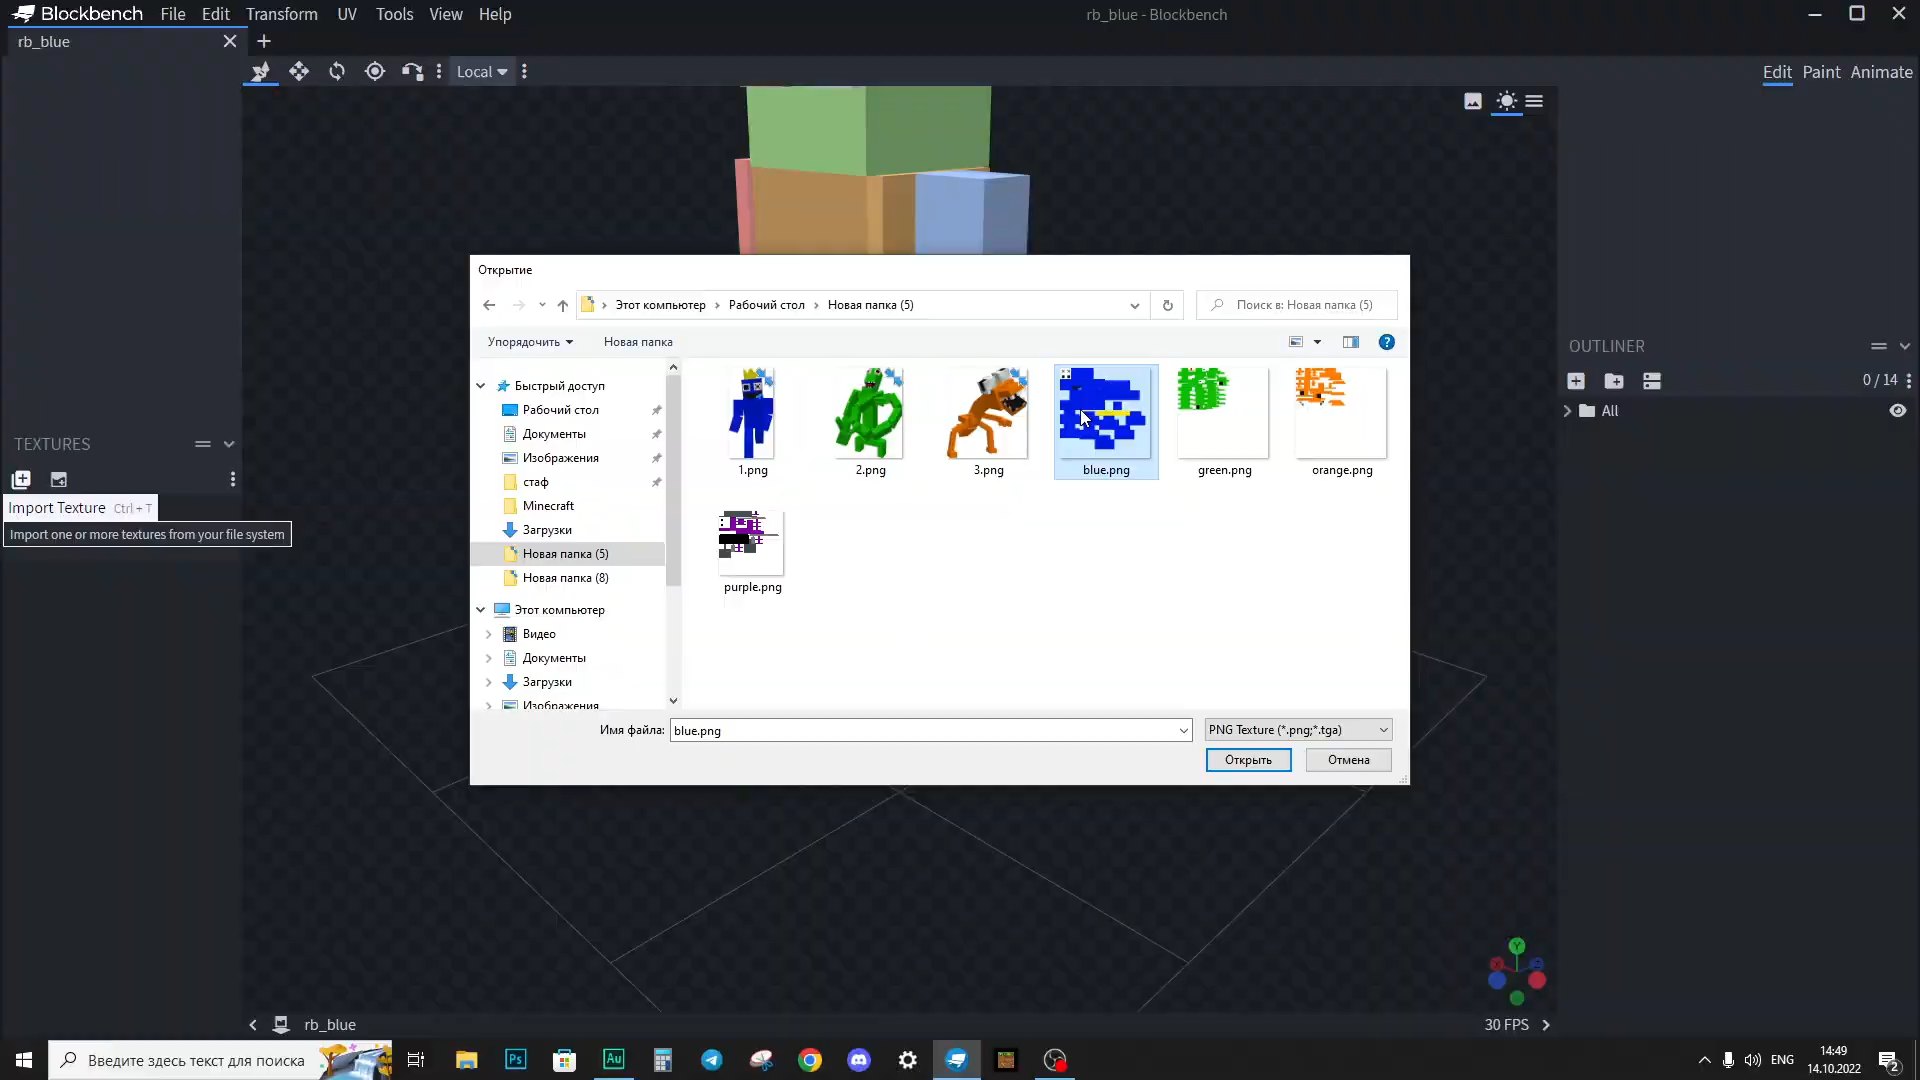 Blockbench File Edit Transform UV Tools View Help
rb_blue - Blockbench
rb_blue
Local
Edit Paint Animate
TEXTURES
Import Texture Ctrl + T
Import one or more textures from your file system
OUTLINER
0 / 14
All
Открытие
Этот компьютер › Рабочий стол › Новая папка (5)
Поиск в: Новая папка (5)
Упорядочить
Новая папка
Быстрый доступ
Рабочий стол
Документы
Изображения
стаф
Minecraft
Загрузки
Новая папка (5)
Новая папка (8)
Этот компьютер
Видео
Документы
Загрузки
Изображения
1.png
2.png
3.png
blue.png
green.png
orange.png
purple.png
Имя файла: blue.png
PNG Texture (*.png;*.tga)
Открыть
Отмена
Y
rb_blue
30 FPS
Введите здесь текст для поиска
Ps
Au
ENG
14:49
14.10.2022
2